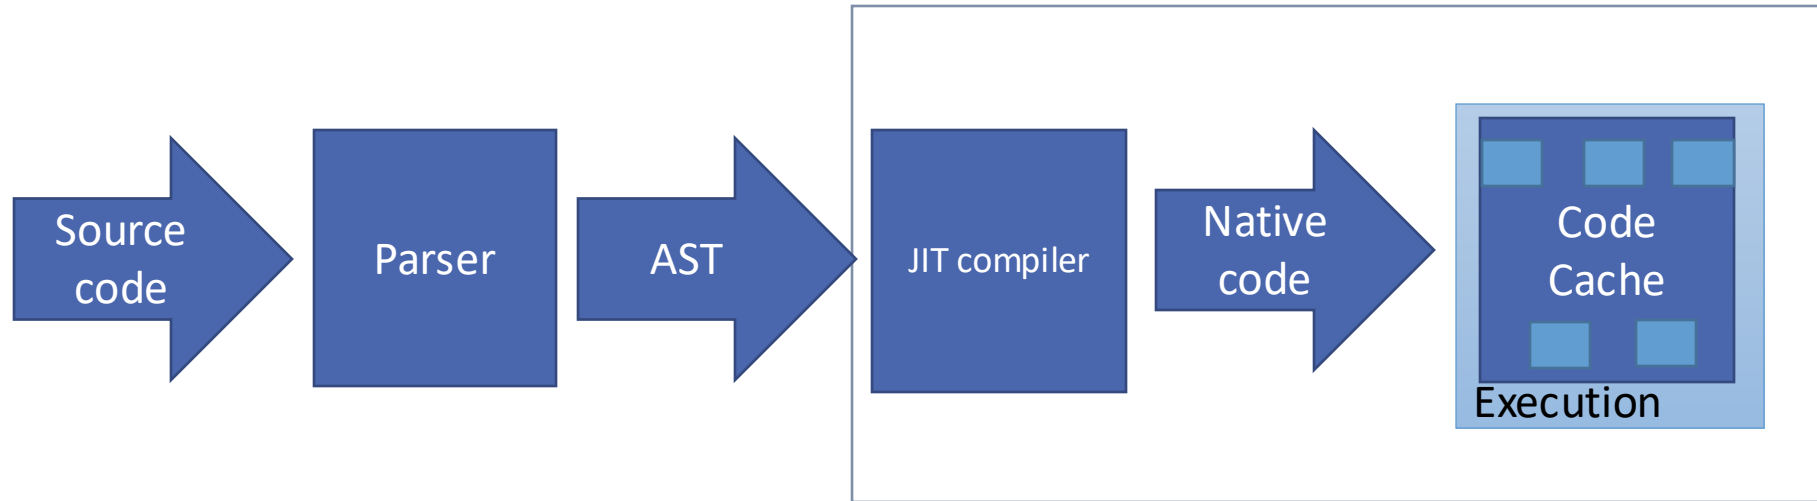 Source
code
Parser
AST
JIT compiler
Native
code
Code
Cache
Execution